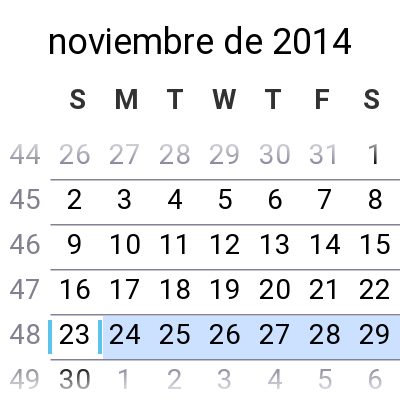 noviembre de 2014
S M T W T F S
44 26 27 28 29 30 31 1
45 2 3 4 5 6 7 8
46 9 10 11 12 13 14 15
47 16 17 18 19 20 21 22
48 23 24 25 26 27 28 29
49 30 1 2 3 4 5 6